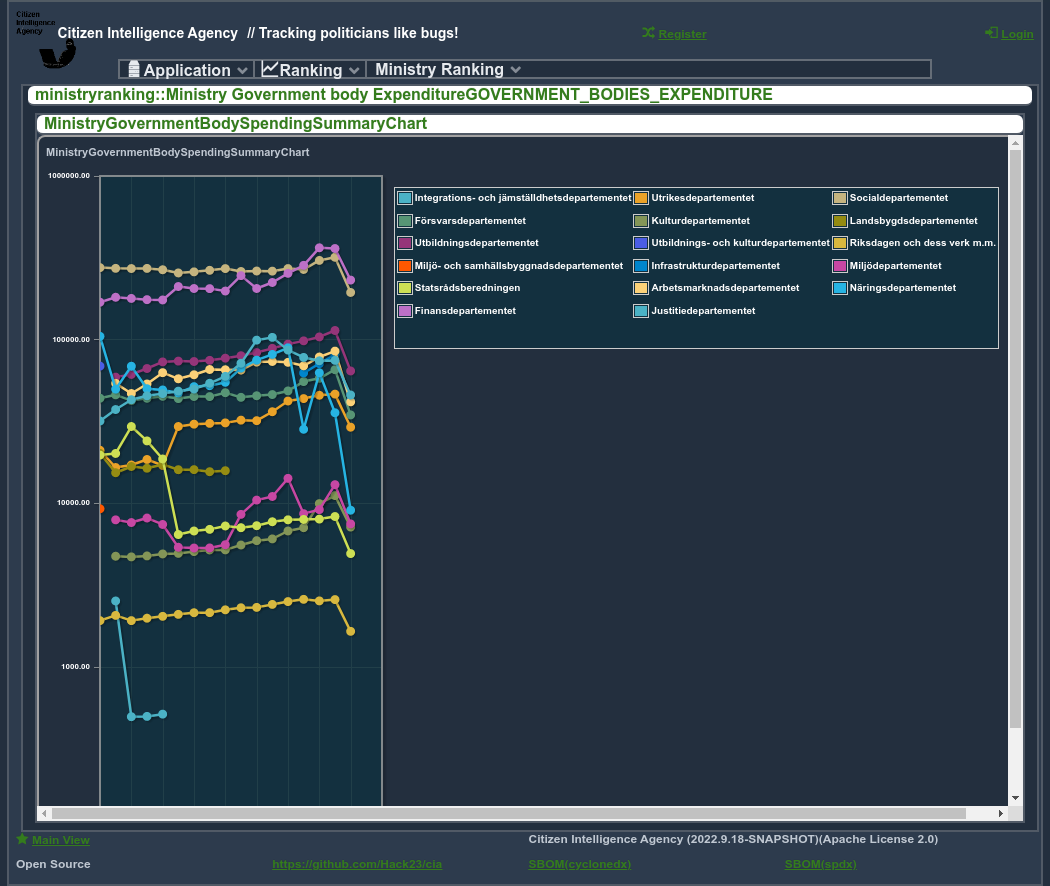 Citizen
Intelligence
Agency
Citizen Intelligence Agency // Tracking politicians like bugs!
Register
Login
Application
Ranking
Ministry Ranking
ministryranking::Ministry Government body ExpenditureGOVERNMENT_BODIES_EXPENDITURE
MinistryGovernmentBodySpendingSummaryChart
MinistryGovernmentBodySpendingSummaryChart
1000000.00
100000.00
10000.00
1000.00
Integrations- och jämställdhetsdepartementet
Utrikesdepartementet
Socialdepartementet
Försvarsdepartementet
Kulturdepartementet
Landsbygdsdepartementet
Utbildningsdepartementet
Utbildnings- och kulturdepartementet
Riksdagen och dess verk m.m.
Miljö- och samhällsbyggnadsdepartementet
Infrastrukturdepartementet
Miljödepartementet
Statsrådsberedningen
Arbetsmarknadsdepartementet
Näringsdepartementet
Finansdepartementet
Justitiedepartementet
Main View
Citizen Intelligence Agency (2022.9.18-SNAPSHOT)(Apache License 2.0)
Open Source
https://github.com/Hack23/cia
SBOM(cyclonedx)
SBOM(spdx)